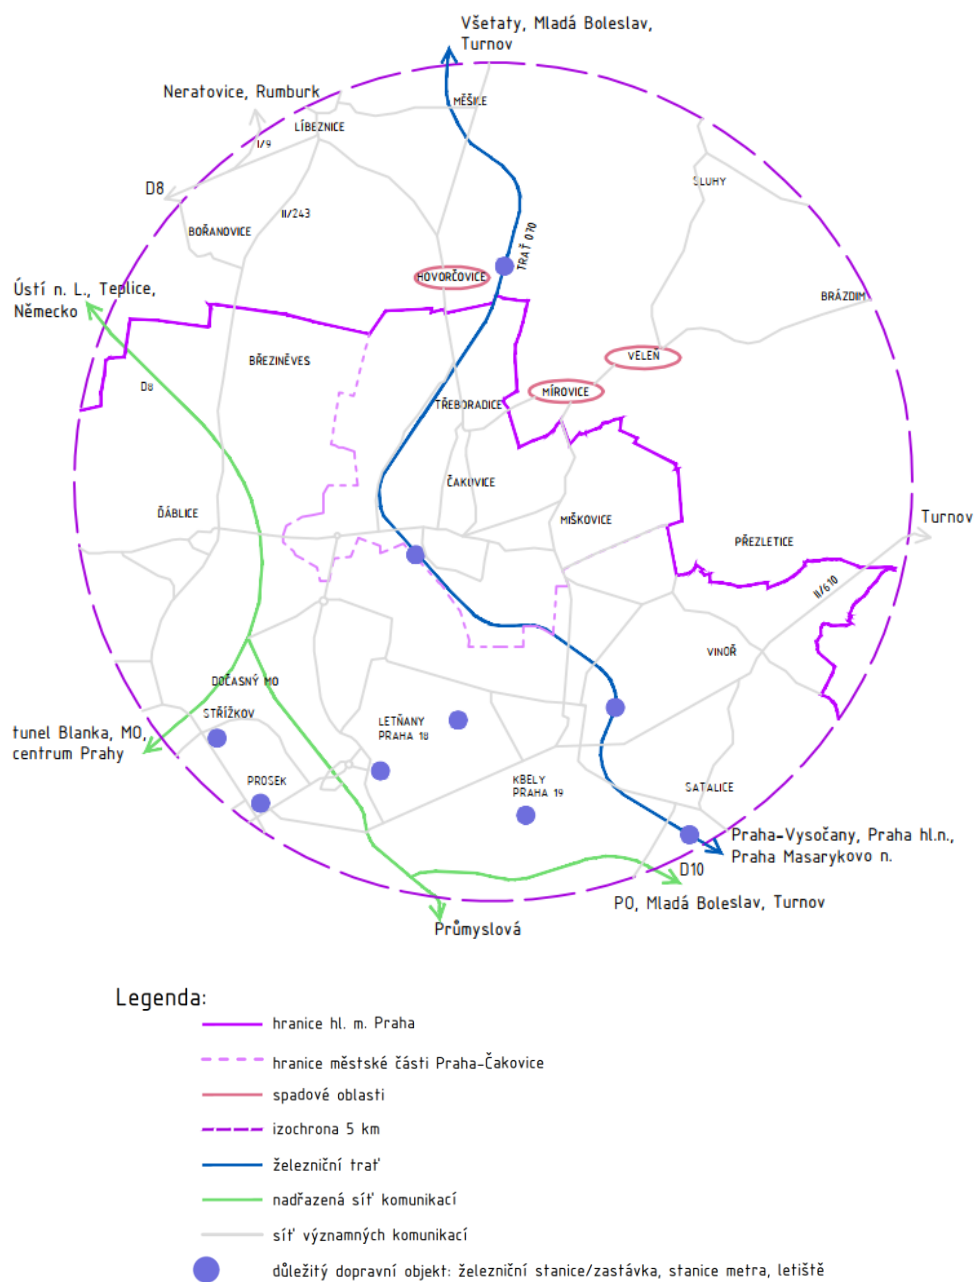 Všetaty, Mladá Boleslav,
Turnov
Neratovice, Rumburk
MĚŠILE
LÍBEZNICE
I/9
D8
SLUHY
II/243
BOŘANOVICE
TRAŤ 070
HOVORČOVICE
Ústí n. L., Teplice,
Německo
BRÁZDIM
BŘEZINĚVES
VELEŇ
D8
MÍROVICE
TŘEBORADICE
ČAKOVICE
ĎÁBLICE
MIŠKOVICE
Turnov
PŘEZLETICE
II/610
VINOŘ
DOČASNÝ MO
STŘÍŽKOV
LETŇANY
PRAHA 18
tunel Blanka, MO,
centrum Prahy
PROSEK
KBELY
PRAHA 19
SATALICE
Praha-Vysočany, Praha hl.n.,
Praha Masarykovo n.
D10
PO, Mladá Boleslav, Turnov
Průmyslová
Legenda:
hranice hl. m. Praha
hranice městské části Praha-Čakovice
spadové oblasti
izochrona 5 km
železniční trať
nadřazená síť komunikací
síť významných komunikací
důležitý dopravní objekt: železniční stanice/zastávka, stanice metra, letiště